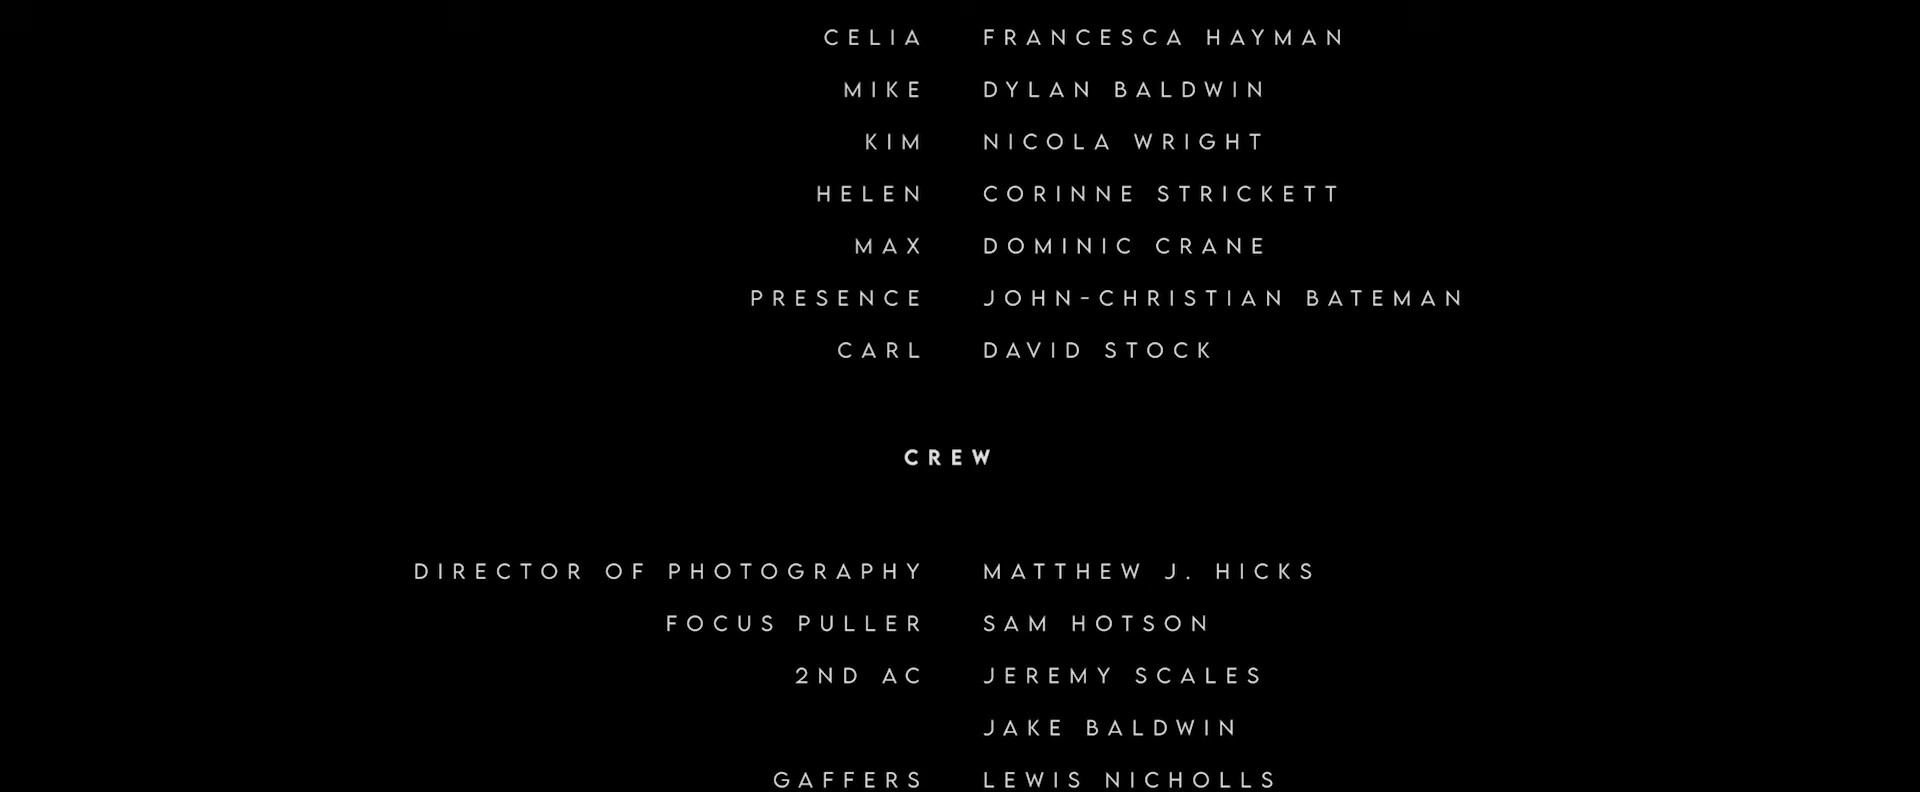 CELIA FRANCESCA HAYMAN
MIKE DYLAN BALDWIN
KIM NICOLA WRIGHT
HELEN CORINNE STRICKETT
MAX DOMINIC CRANE
PRESENCE JOHN-CHRISTIAN BATEMAN
CARL DAVID STOCK
CREW
DIRECTOR OF PHOTOGRAPHY MATTHEW J. HICKS
FOCUS PULLER SAM HOTSON
2ND AC JEREMY SCALES
JAKE BALDWIN
GAFFERS LEWIS NICHOLLS